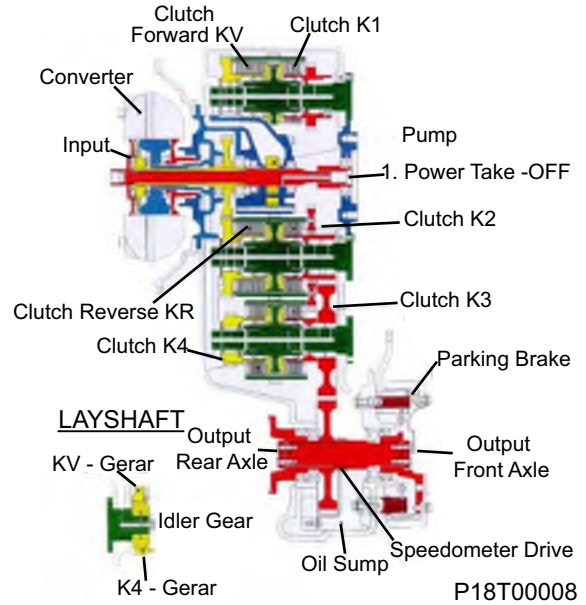 Clutch
Forward KV
Clutch K1
Converter
Input
Pump
1. Power Take -OFF
Clutch K2
Clutch Reverse KR
Clutch K3
Clutch K4
Parking Brake
LAYSHAFT
Output
Rear Axle
Output
Front Axle
KV - Gerar
Idler Gear
K4 - Gerar
Oil Sump
Speedometer Drive
P18T00008